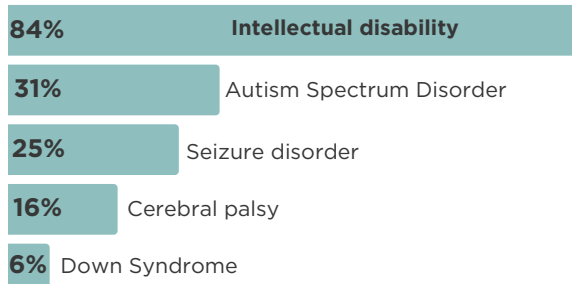 84% Intellectual disability
31% Autism Spectrum Disorder
25% Seizure disorder
16% Cerebral palsy
6% Down Syndrome